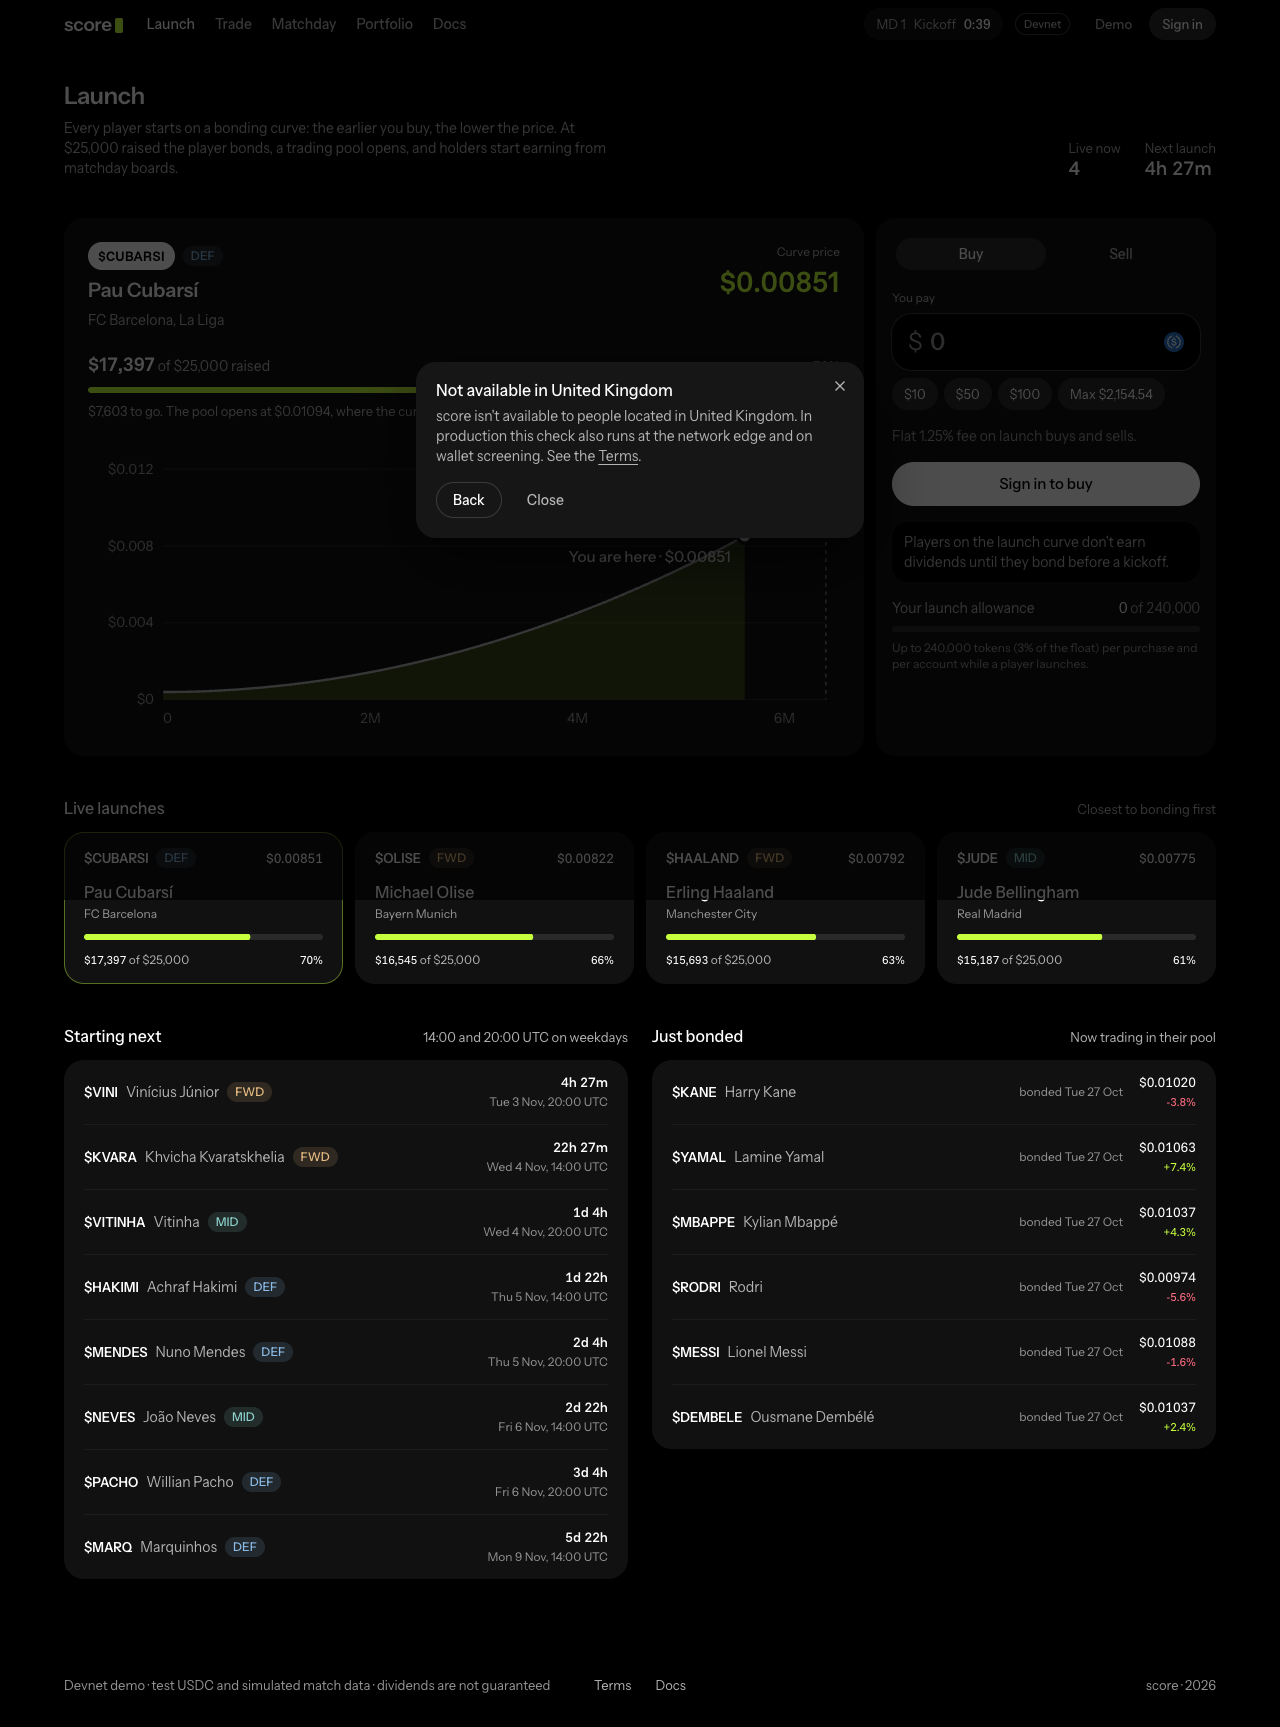 score
Launch
Trade
Matchday
Portfolio
Docs
MD 1 Kickoff 0:39
Devnet
Demo
Sign in
Launch
Every player starts on a bonding curve: the earlier you buy, the lower the price. At
$25,000 raised the player bonds, a trading pool opens, and holders start earning from
matchday boards.
Live now
4
Next launch
4h 27m
$CUBARSI DEF
Pau Cubarsí
FC Barcelona, La Liga
Curve price
$0.00851
$17,397 of $25,000 raised
$7,603 to go. The pool opens at $0.01094, where the cur
$0.012
$0.008
$0.004
$0
0
2M
4M
6M
You are here · $0.00851
Buy
Sell
You pay
$ 0
$10
$50
$100
Max $2,154.54
Flat 1.25% fee on launch buys and sells.
Sign in to buy
Players on the launch curve don't earn
dividends until they bond before a kickoff.
Your launch allowance
0 of 240,000
Up to 240,000 tokens (3% of the float) per purchase and
per account while a player launches.
Not available in United Kingdom
score isn't available to people located in United Kingdom. In
production this check also runs at the network edge and on
wallet screening. See the Terms.
Back
Close
Live launches
Closest to bonding first
$CUBARSI DEF $0.00851
Pau Cubarsí
FC Barcelona
$17,397 of $25,000 70%
$OLISE FWD $0.00822
Michael Olise
Bayern Munich
$16,545 of $25,000 66%
$HAALAND FWD $0.00792
Erling Haaland
Manchester City
$15,693 of $25,000 63%
$JUDE MID $0.00775
Jude Bellingham
Real Madrid
$15,187 of $25,000 61%
Starting next
14:00 and 20:00 UTC on weekdays
$VINI Vinícius Júnior FWD
4h 27m
Tue 3 Nov, 20:00 UTC
$KVARA Khvicha Kvaratskhelia FWD
22h 27m
Wed 4 Nov, 14:00 UTC
$VITINHA Vitinha MID
1d 4h
Wed 4 Nov, 20:00 UTC
$HAKIMI Achraf Hakimi DEF
1d 22h
Thu 5 Nov, 14:00 UTC
$MENDES Nuno Mendes DEF
2d 4h
Thu 5 Nov, 20:00 UTC
$NEVES João Neves MID
2d 22h
Fri 6 Nov, 14:00 UTC
$PACHO Willian Pacho DEF
3d 4h
Fri 6 Nov, 20:00 UTC
$MARQ Marquinhos DEF
5d 22h
Mon 9 Nov, 14:00 UTC
Just bonded
Now trading in their pool
$KANE Harry Kane bonded Tue 27 Oct $0.01020
-3.8%
$YAMAL Lamine Yamal bonded Tue 27 Oct $0.01063
+7.4%
$MBAPPE Kylian Mbappé bonded Tue 27 Oct $0.01037
+4.3%
$RODRI Rodri bonded Tue 27 Oct $0.00974
-5.6%
$MESSI Lionel Messi bonded Tue 27 Oct $0.01088
-1.6%
$DEMBELE Ousmane Dembélé bonded Tue 27 Oct $0.01037
+2.4%
Devnet demo · test USDC and simulated match data · dividends are not guaranteed
Terms
Docs
score · 2026